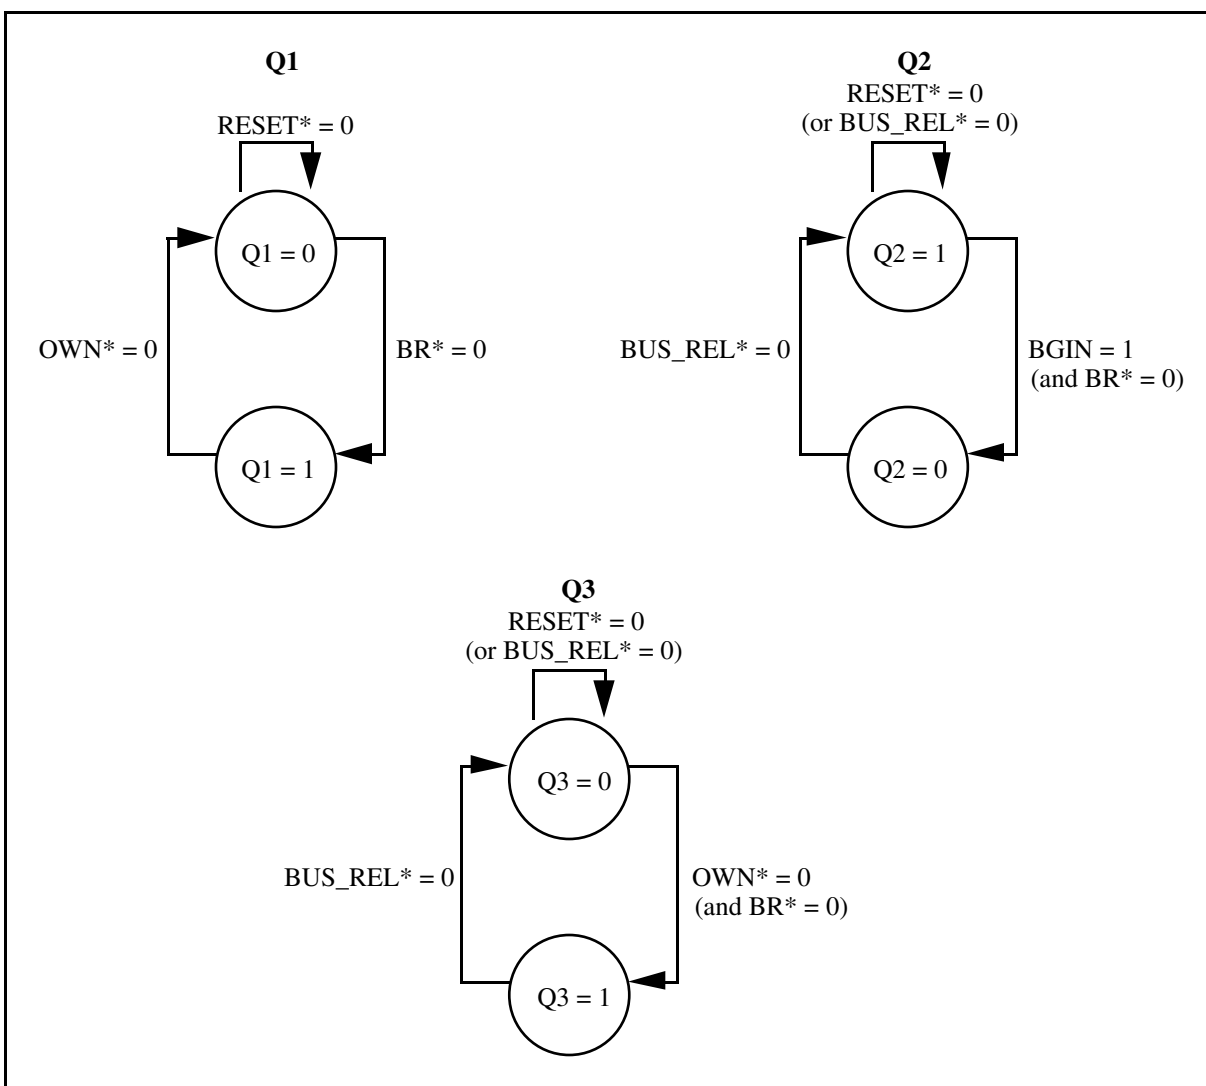 Q1
RESET* = 0
Q1 = 0
OWN* = 0
BR* = 0
Q1 = 1
Q2
RESET* = 0
(or BUS_REL* = 0)
Q2 = 1
BUS_REL* = 0
BGIN = 1
(and BR* = 0)
Q2 = 0
Q3
RESET* = 0
(or BUS_REL* = 0)
Q3 = 0
BUS_REL* = 0
OWN* = 0
(and BR* = 0)
Q3 = 1